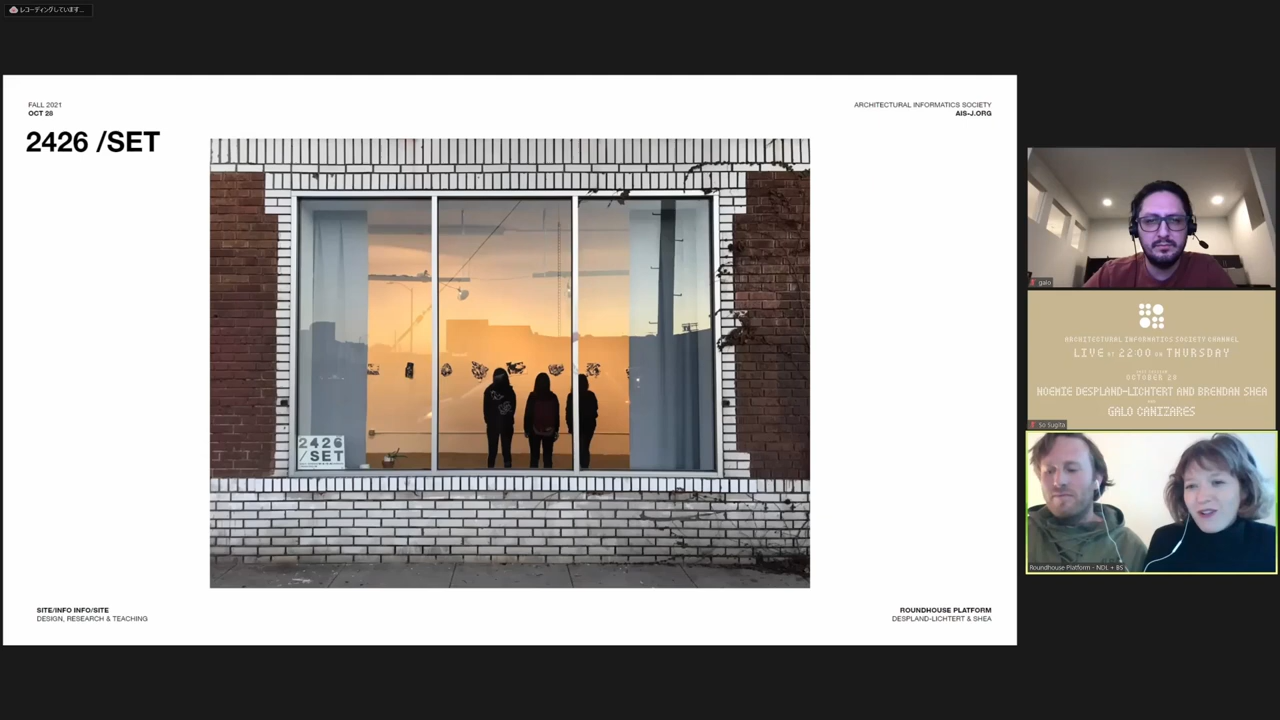 レコーディングしています...
FALL 2021
OCT 28
2426 /SET
ARCHITECTURAL INFORMATICS SOCIETY
AIS-J.ORG
2426
/SET
SITE/INFO INFO/SITE
DESIGN, RESEARCH & TEACHING
ROUNDHOUSE PLATFORM
DESPLAND-LICHTERT & SHEA
galo
ARCHITECTURAL INFORMATICS SOCIETY CHANNEL
LIVE AT 22:00 ON THURSDAY
OCTOBER 28
NOEMIE DESPLAND-LICHTERT AND BRENDAN SHEA
GALO CANIZARES
So Sugita
Roundhouse Platform - NDL + BS